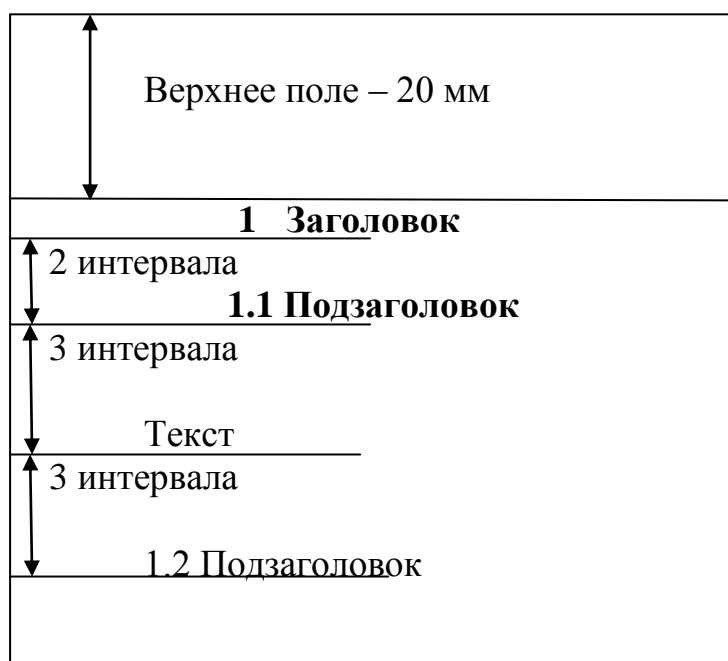 Верхнее поле – 20 мм
1 Заголовок
2 интервала
1.1 Подзаголовок
3 интервала
Текст
3 интервала
1.2 Подзаголовок